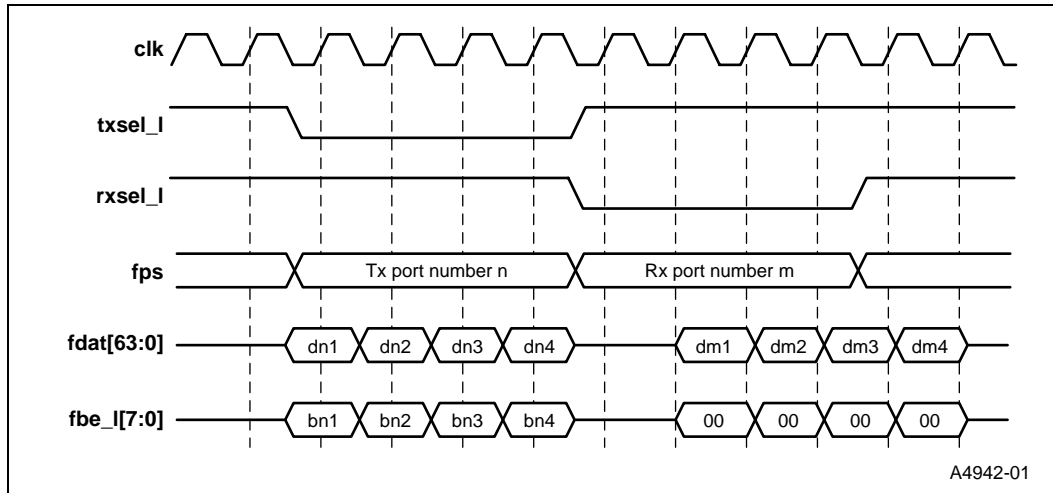 clk
txsel_l
rxsel_l
fps Tx port number n Rx port number m
fdat[63:0] dn1 dn2 dn3 dn4 dm1 dm2 dm3 dm4
fbe_l[7:0] bn1 bn2 bn3 bn4 00 00 00 00
A4942-01